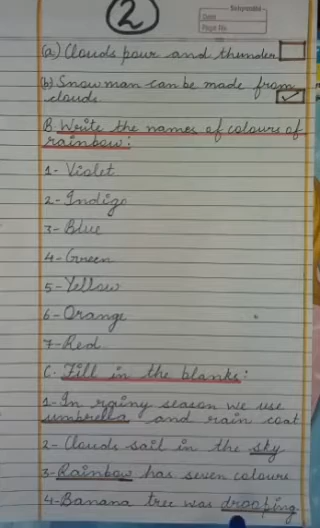 2
Date
Page No.
(a) Clouds pour and thunder
(b) Snowman can be made from
clouds
B. Write the names of colours of
rainbow:
1- Violet
2- Indigo
3- Blue
4- Green
5- Yellow
6- Orange
7- Red
C. Fill in the blanks:
1- In rainy season we use
umbrella and rain coat
2- Clouds sail in the sky
3- Rainbow has seven colours
4- Banana tree was drooping.